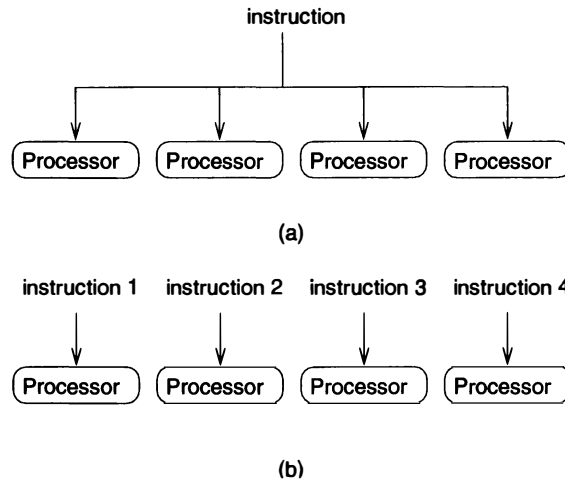 instruction
Processor Processor Processor Processor
(a)
instruction 1 instruction 2 instruction 3 instruction 4
Processor Processor Processor Processor
(b)